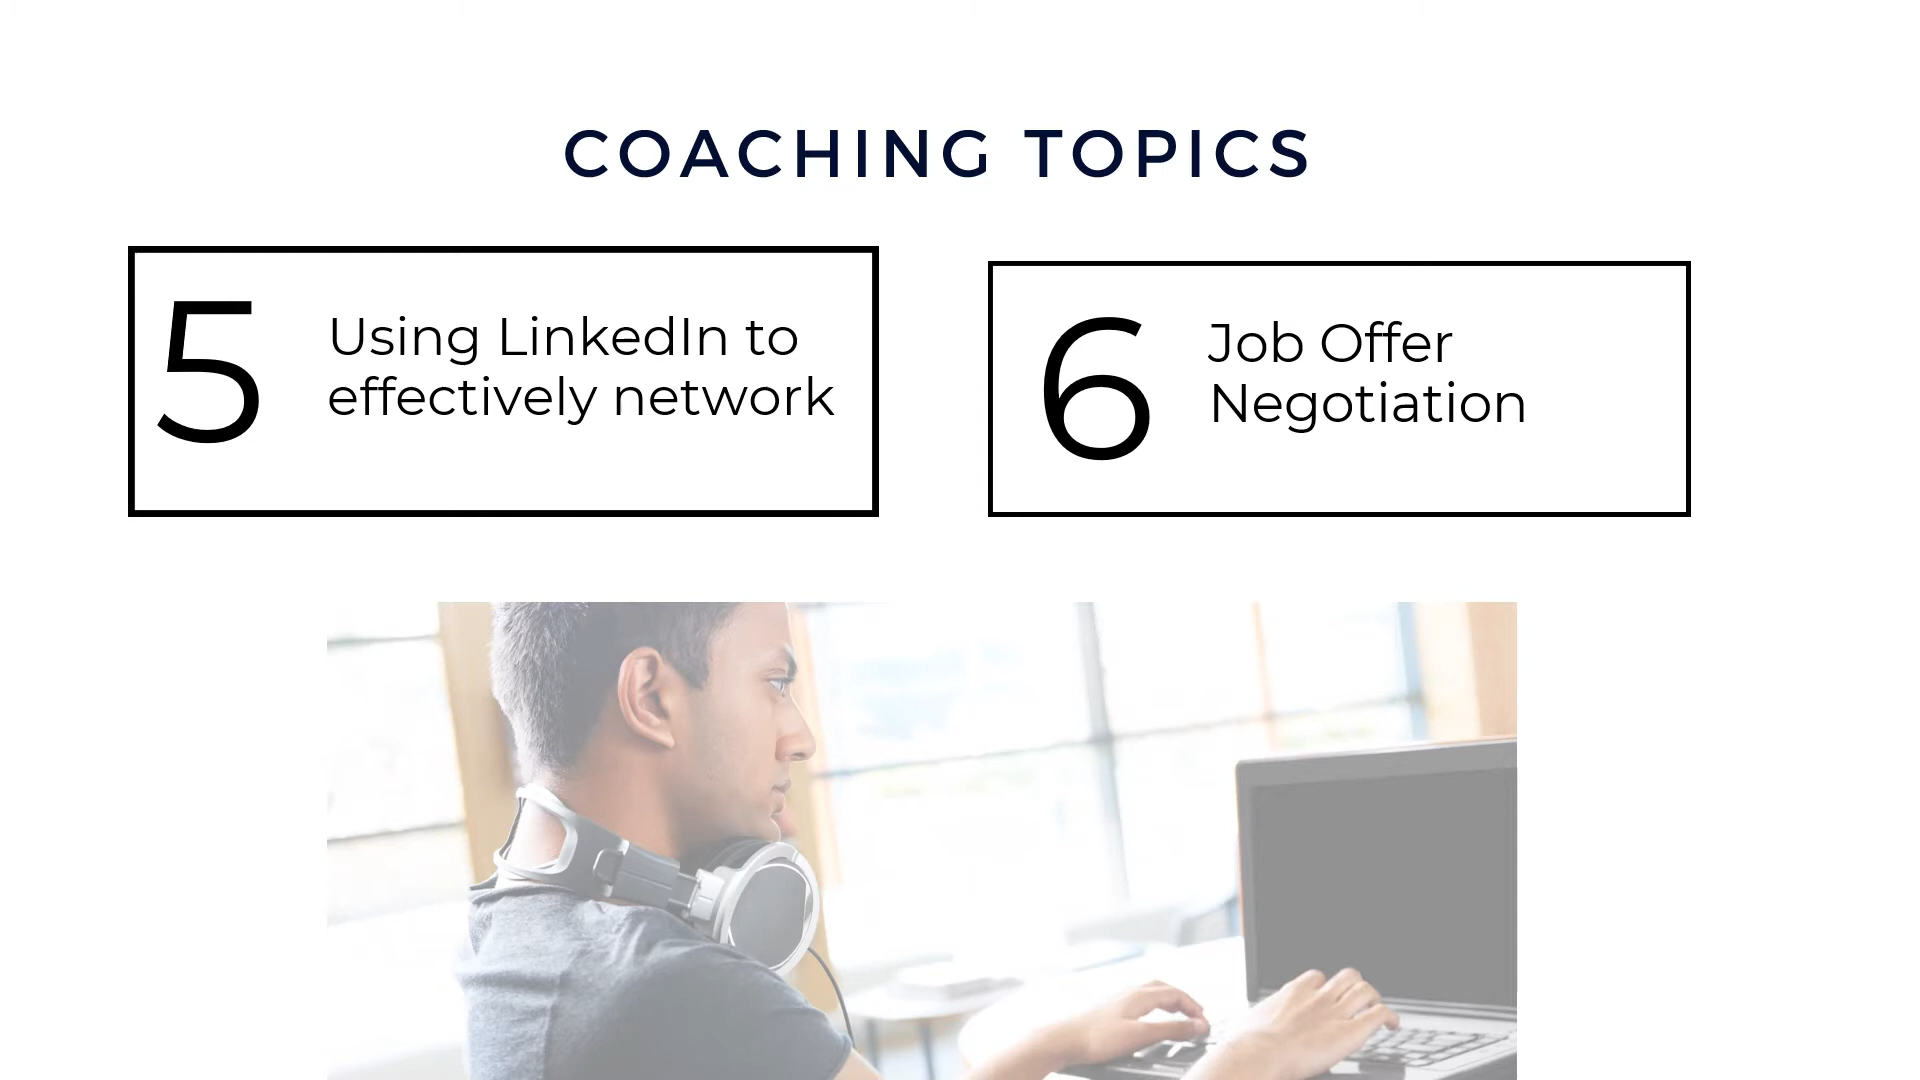 COACHING TOPICS
5
Using LinkedIn to
effectively network
6
Job Offer
Negotiation